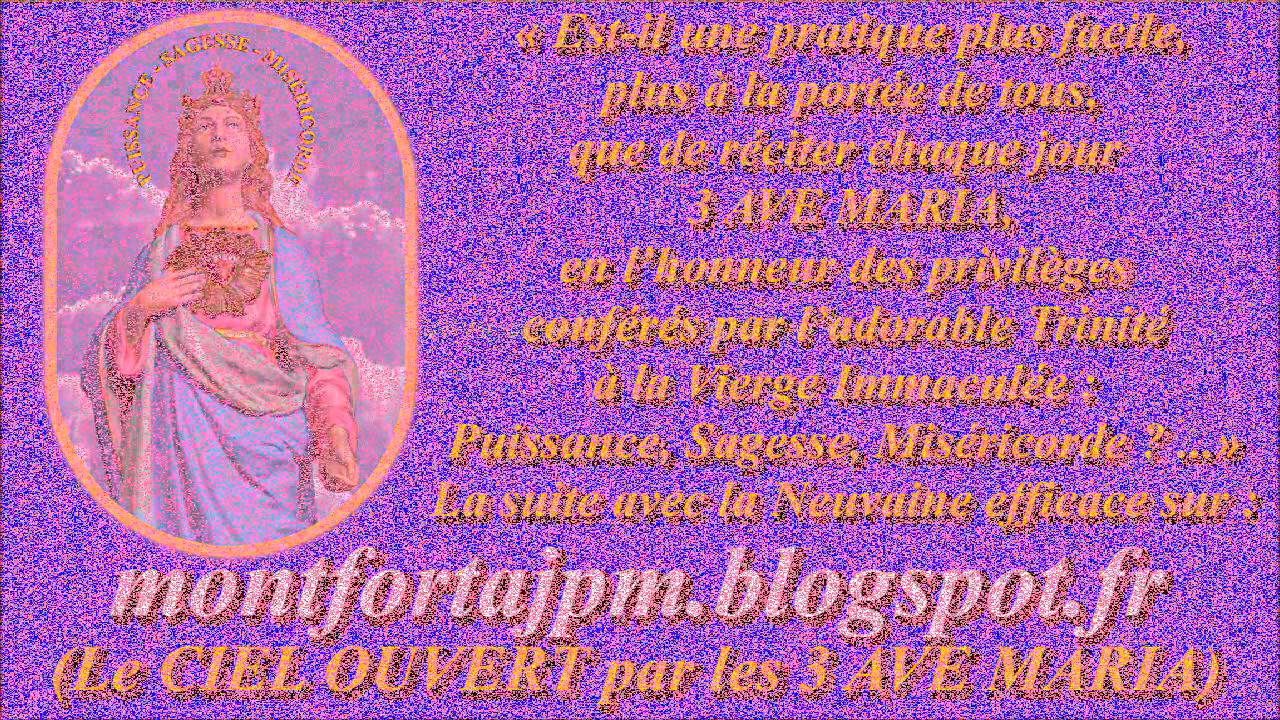 PUISSANCE - SAGESSE - MISERICORDE
« Est-il une pratique plus facile,
plus à la portée de tous,
que de réciter chaque jour
3 AVE MARIA,
en l'honneur des privilèges
conférés par l'adorable Trinité
à la Vierge Immaculée :
Puissance, Sagesse, Miséricorde ? ...»
La suite avec la Neuvaine efficace sur :
montfortajpm.blogspot.fr
(Le CIEL OUVERT par les 3 AVE MARIA)